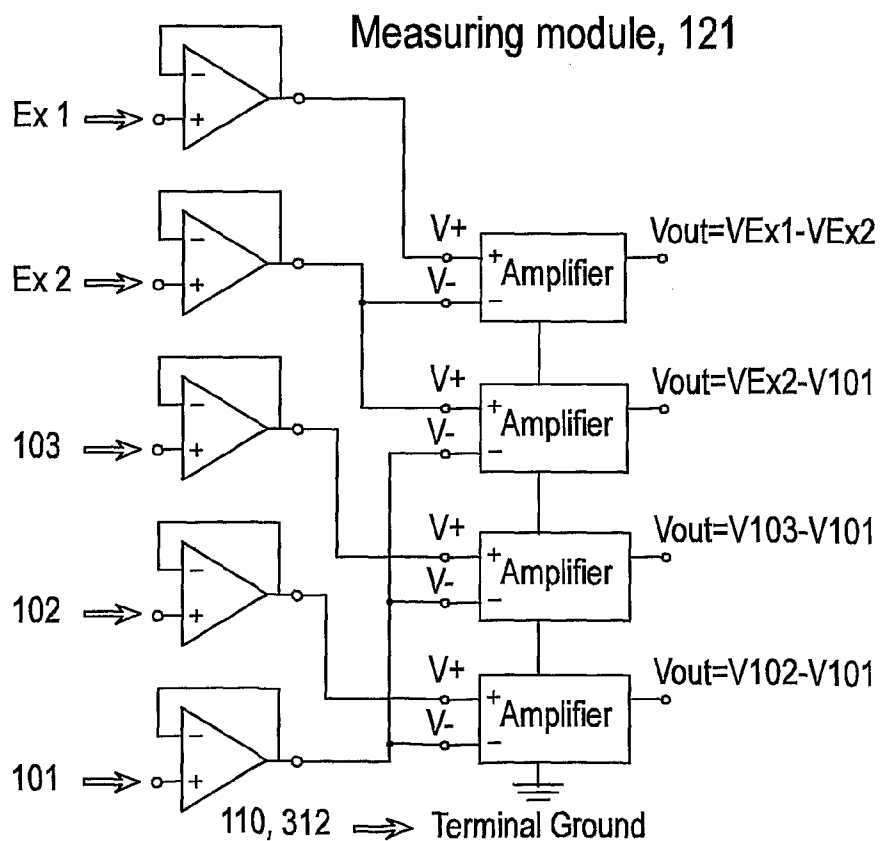 Measuring module, 121
Ex 1
-
+
Ex 2
-
+
V+
V-
+
-
Amplifier
Vout=VEx1-VEx2
103
-
+
V+
V-
+
-
Amplifier
Vout=VEx2-V101
102
-
+
V+
V-
+
-
Amplifier
Vout=V103-V101
101
-
+
V+
V-
+
-
Amplifier
Vout=V102-V101
110, 312 ⇒ Terminal Ground